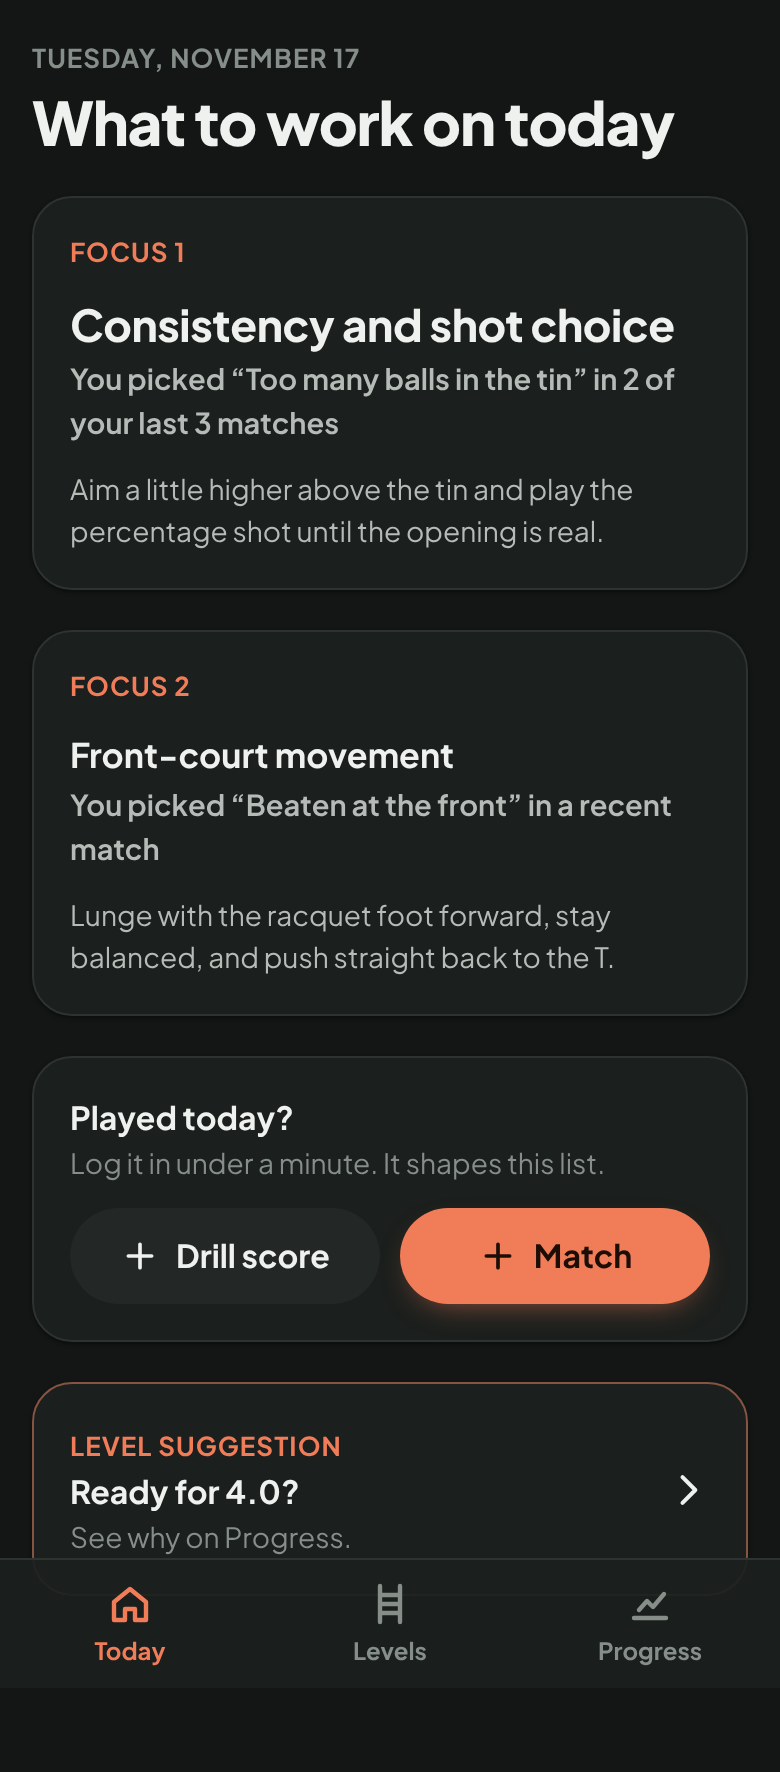 TUESDAY, NOVEMBER 17
What to work on today
FOCUS 1
Consistency and shot choice
You picked “Too many balls in the tin” in 2 of
your last 3 matches
Aim a little higher above the tin and play the
percentage shot until the opening is real.
FOCUS 2
Front-court movement
You picked “Beaten at the front” in a recent
match
Lunge with the racquet foot forward, stay
balanced, and push straight back to the T.
Played today?
Log it in under a minute. It shapes this list.
+ Drill score
+ Match
LEVEL SUGGESTION
Ready for 4.0?
See why on Progress.
Today
Levels
Progress